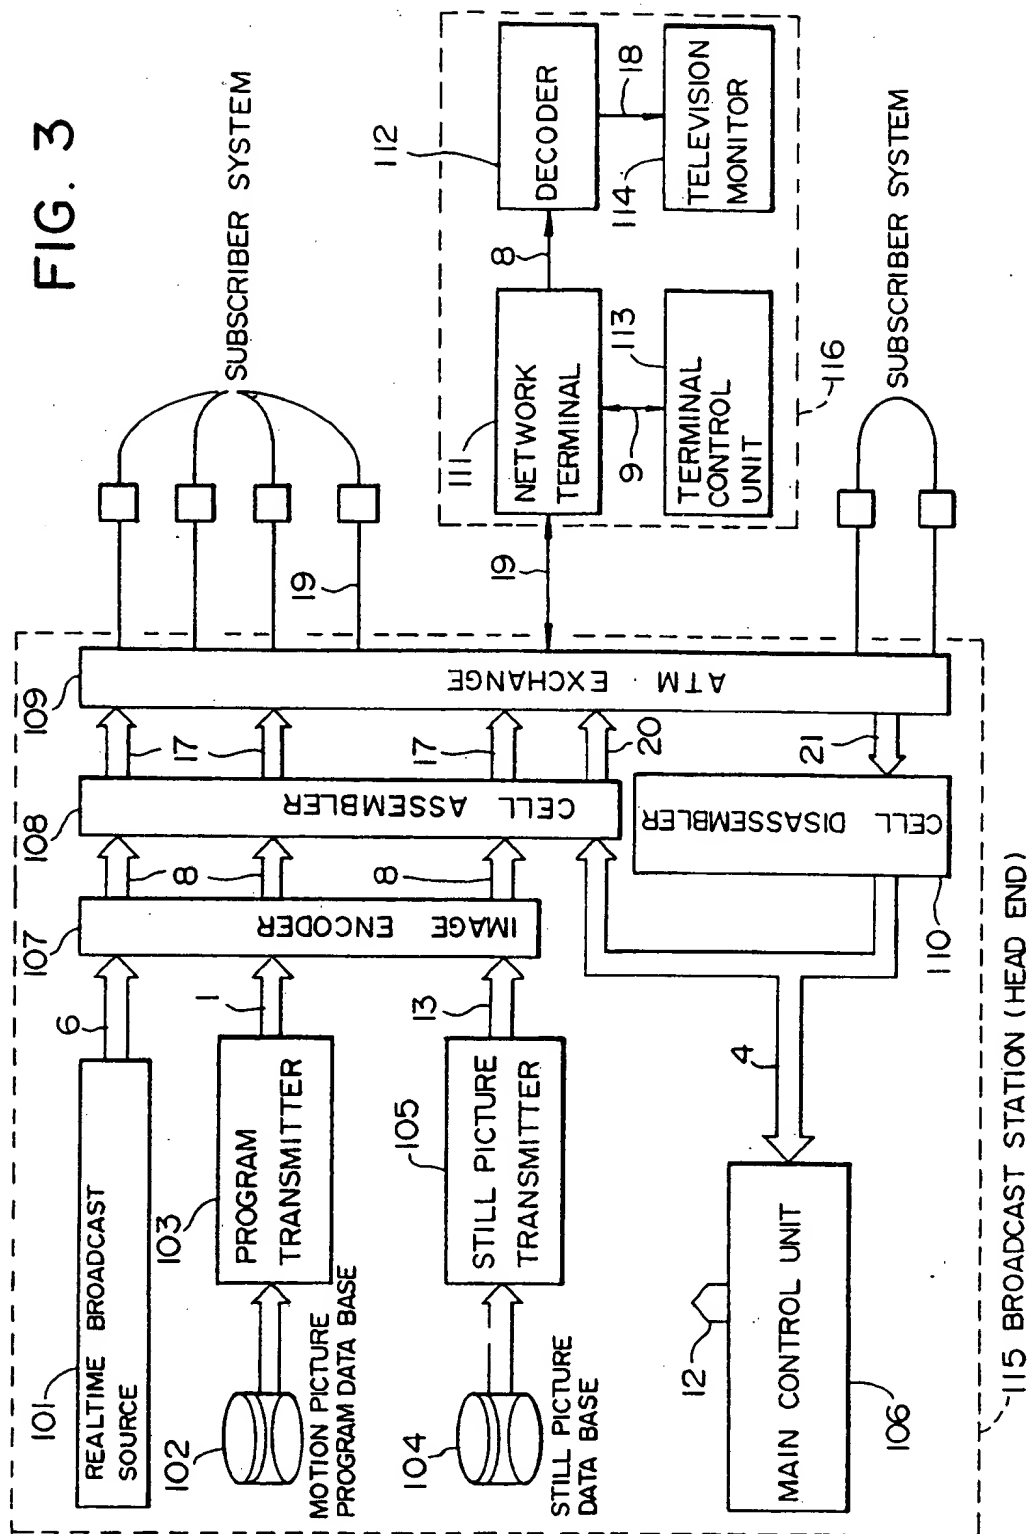 FIG. 3
SUBSCRIBER SYSTEM
101
REALTIME BROADCAST
SOURCE
6
107
IMAGE ENCODER
8
108
CELL ASSEMBLER
17
109
ATM EXCHANGE
19
102
MOTION PICTURE
PROGRAM DATA BASE
103
PROGRAM
TRANSMITTER
1
104
STILL PICTURE
DATA BASE
105
STILL PICTURE
TRANSMITTER
13
8
17
20
19
111
NETWORK
TERMINAL
8
112
DECODER
18
9
113
TERMINAL
CONTROL
UNIT
114
TELEVISION
MONITOR
116
12
MAIN CONTROL UNIT
106
4
110
CELL
DISASSEMBLER
21
SUBSCRIBER SYSTEM
115 BROADCAST STATION (HEAD END)